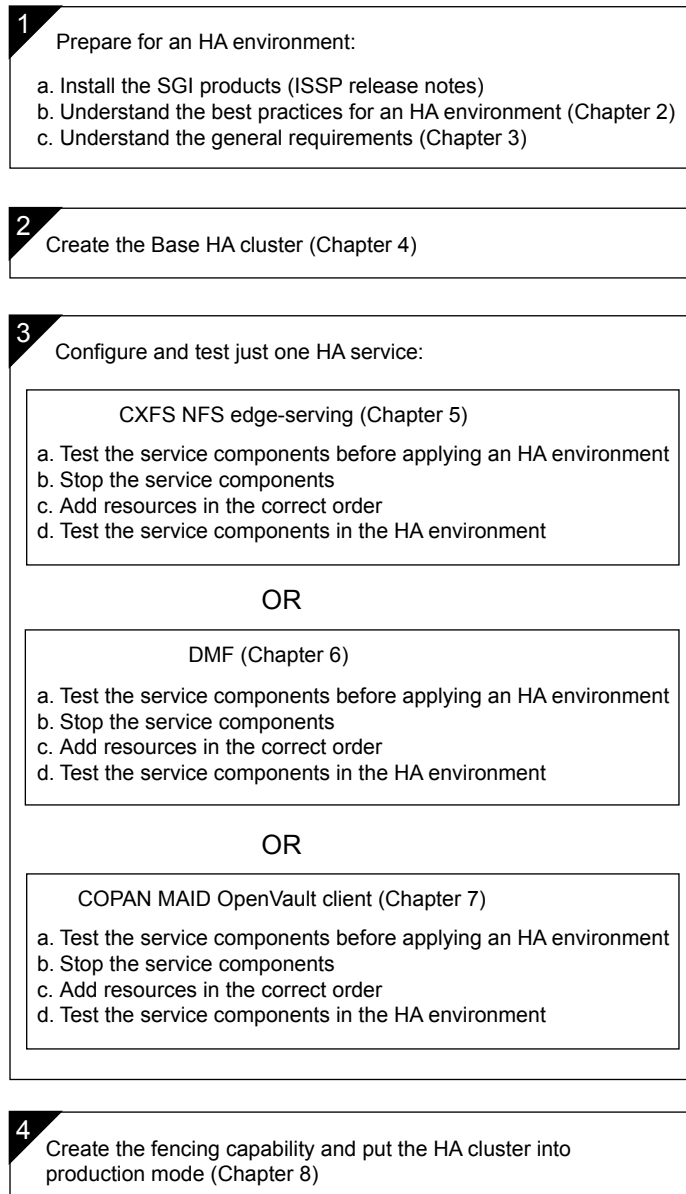 1
Prepare for an HA environment:
a. Install the SGI products (ISSP release notes)
b. Understand the best practices for an HA environment (Chapter 2)
c. Understand the general requirements (Chapter 3)
2
Create the Base HA cluster (Chapter 4)
3
Configure and test just one HA service:
CXFS NFS edge-serving (Chapter 5)
a. Test the service components before applying an HA environment
b. Stop the service components
c. Add resources in the correct order
d. Test the service components in the HA environment
OR
DMF (Chapter 6)
a. Test the service components before applying an HA environment
b. Stop the service components
c. Add resources in the correct order
d. Test the service components in the HA environment
OR
COPAN MAID OpenVault client (Chapter 7)
a. Test the service components before applying an HA environment
b. Stop the service components
c. Add resources in the correct order
d. Test the service components in the HA environment
4
Create the fencing capability and put the HA cluster into
production mode (Chapter 8)